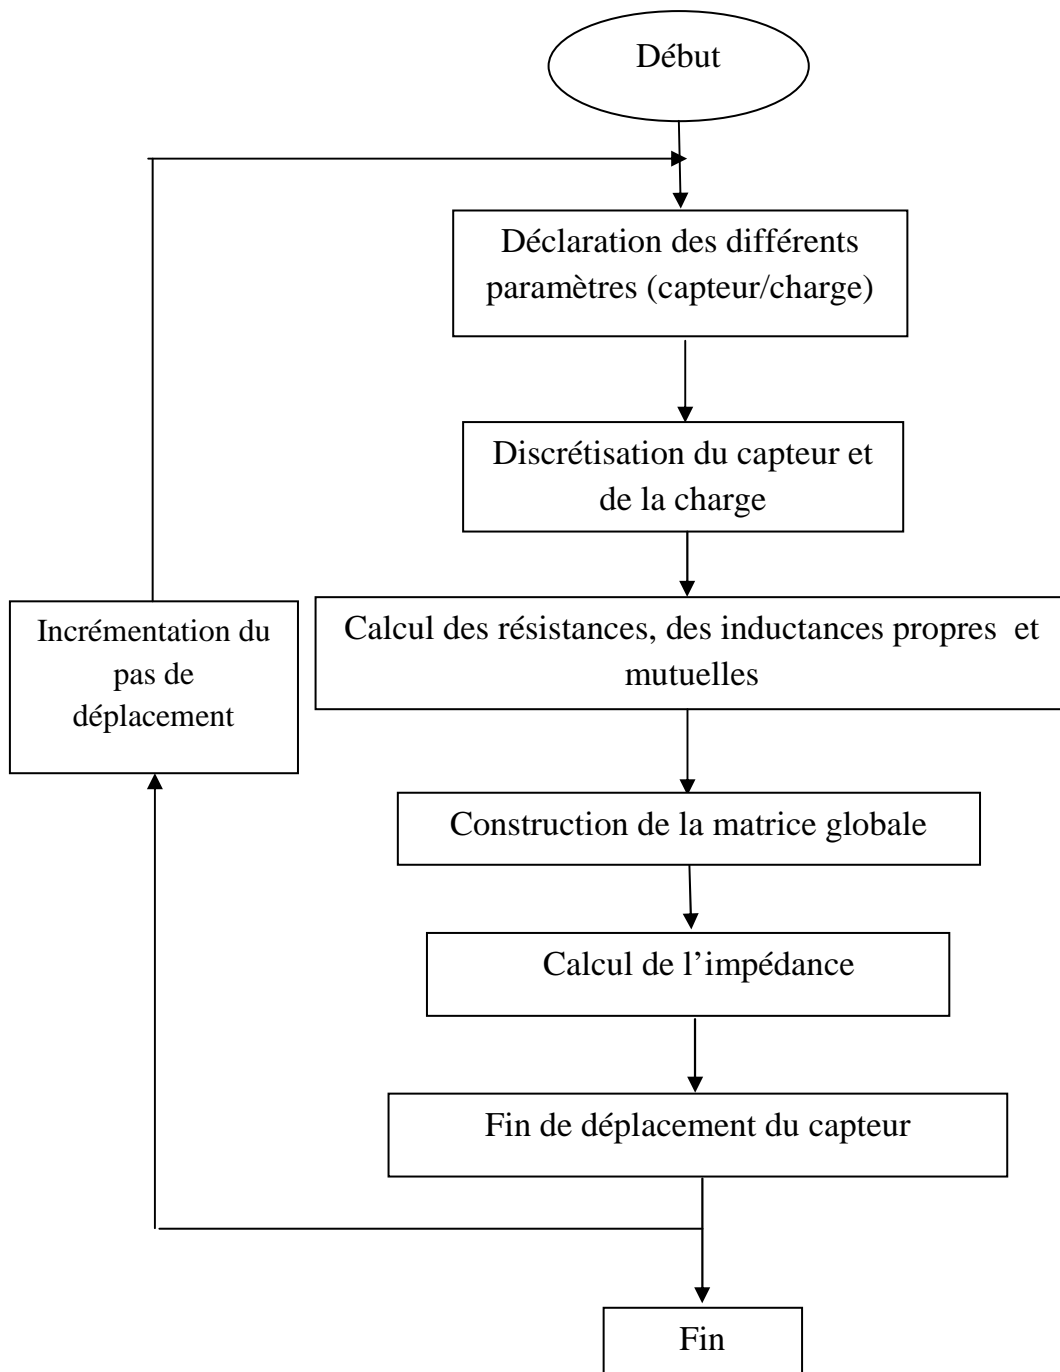 Début
Déclaration des différents
paramètres (capteur/charge)
Discrétisation du capteur et
de la charge
Calcul des résistances, des inductances propres et
mutuelles
Incrémentation du
pas de
déplacement
Construction de la matrice globale
Calcul de l’impédance
Fin de déplacement du capteur
Fin